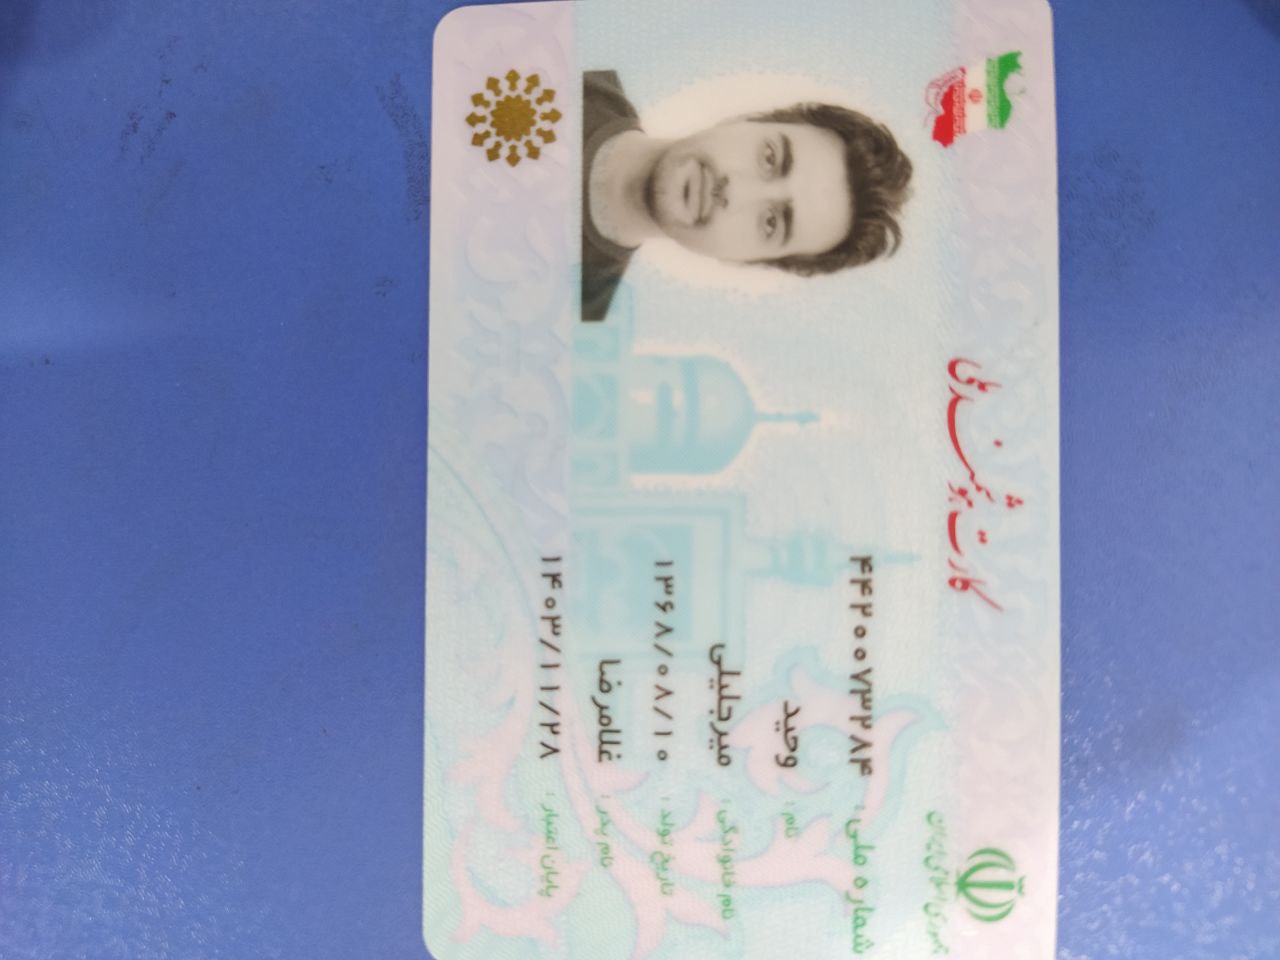 کارت هوشمند ملی
جمهوری اسلامی ایران
شماره ملی : ۴۴۲۰۰۷۳۲۸۴
نام : وحید
نام خانوادگی : میرجلیلی
تاریخ تولد : ۱۳۶۸/۰۸/۱۰
نام پدر : غلامرضا
پایان اعتبار : ۱۴۰۳/۱۱/۲۸